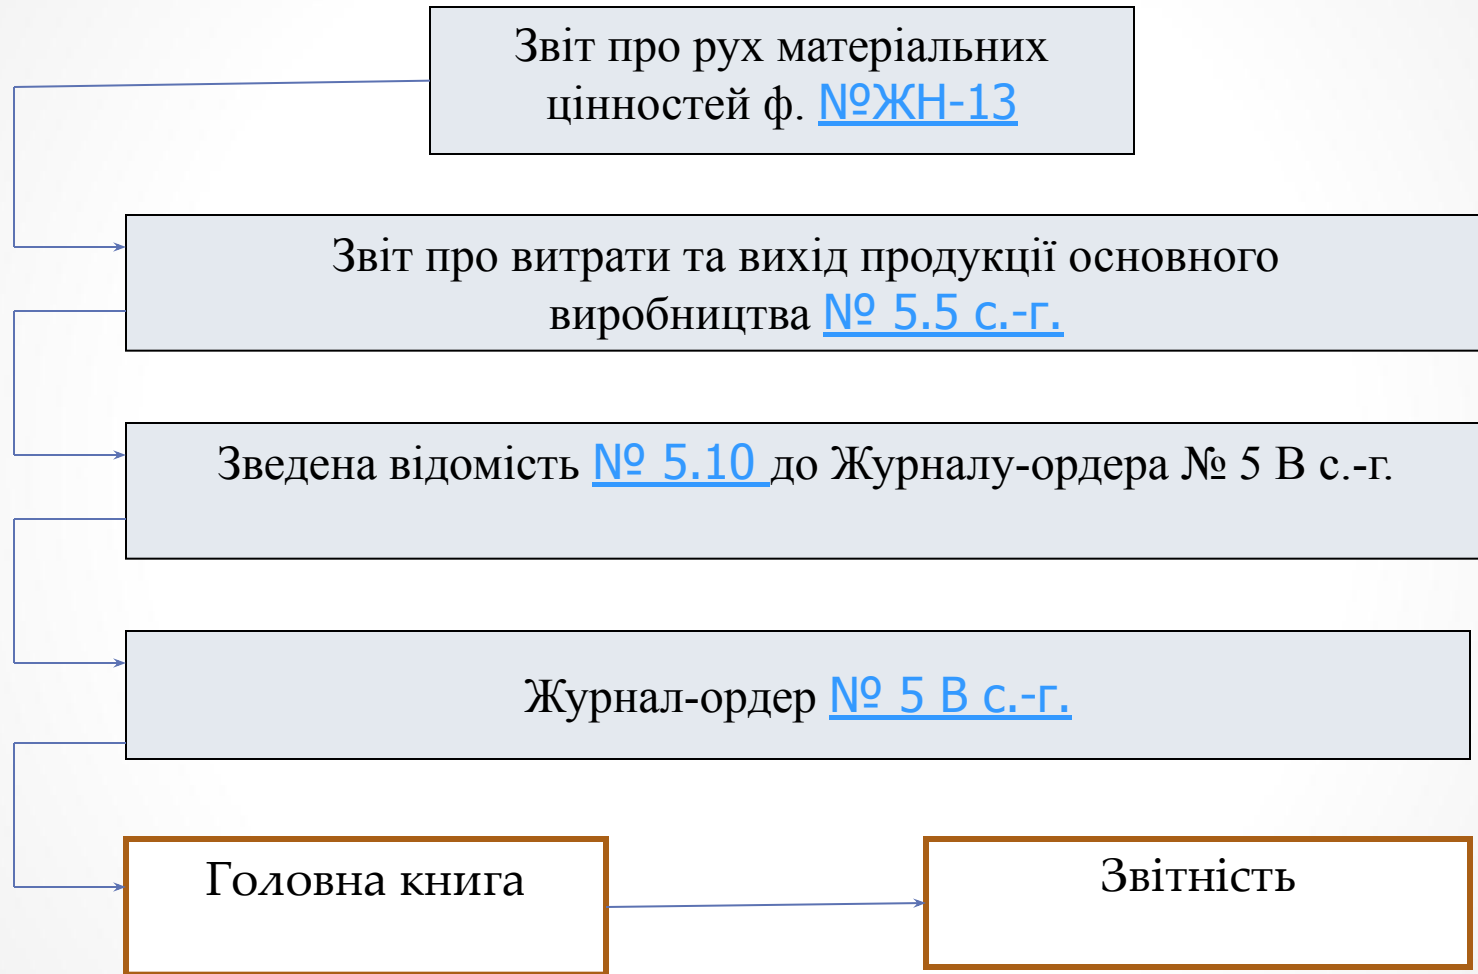 Звіт про рух матеріальних
цінностей ф. №ЖН-13
Звіт про витрати та вихід продукції основного
виробництва № 5.5 с.-г.
Зведена відомість № 5.10 до Журналу-ордера № 5 В с.-г.
Журнал-ордер № 5 В с.-г.
Головна книга
Звітність